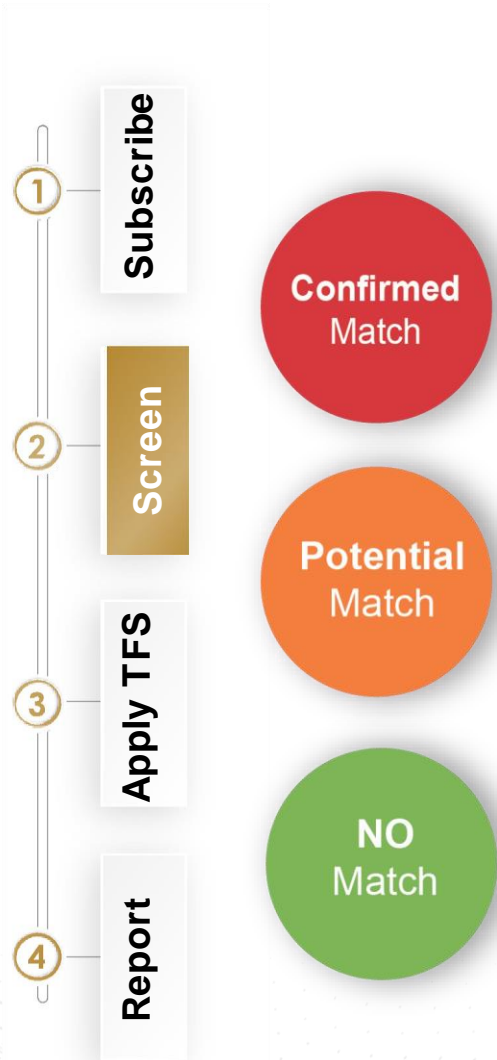 1
Subscribe
2
Screen
3
Apply TFS
4
Report
Confirmed
Match
Potential
Match
NO
Match